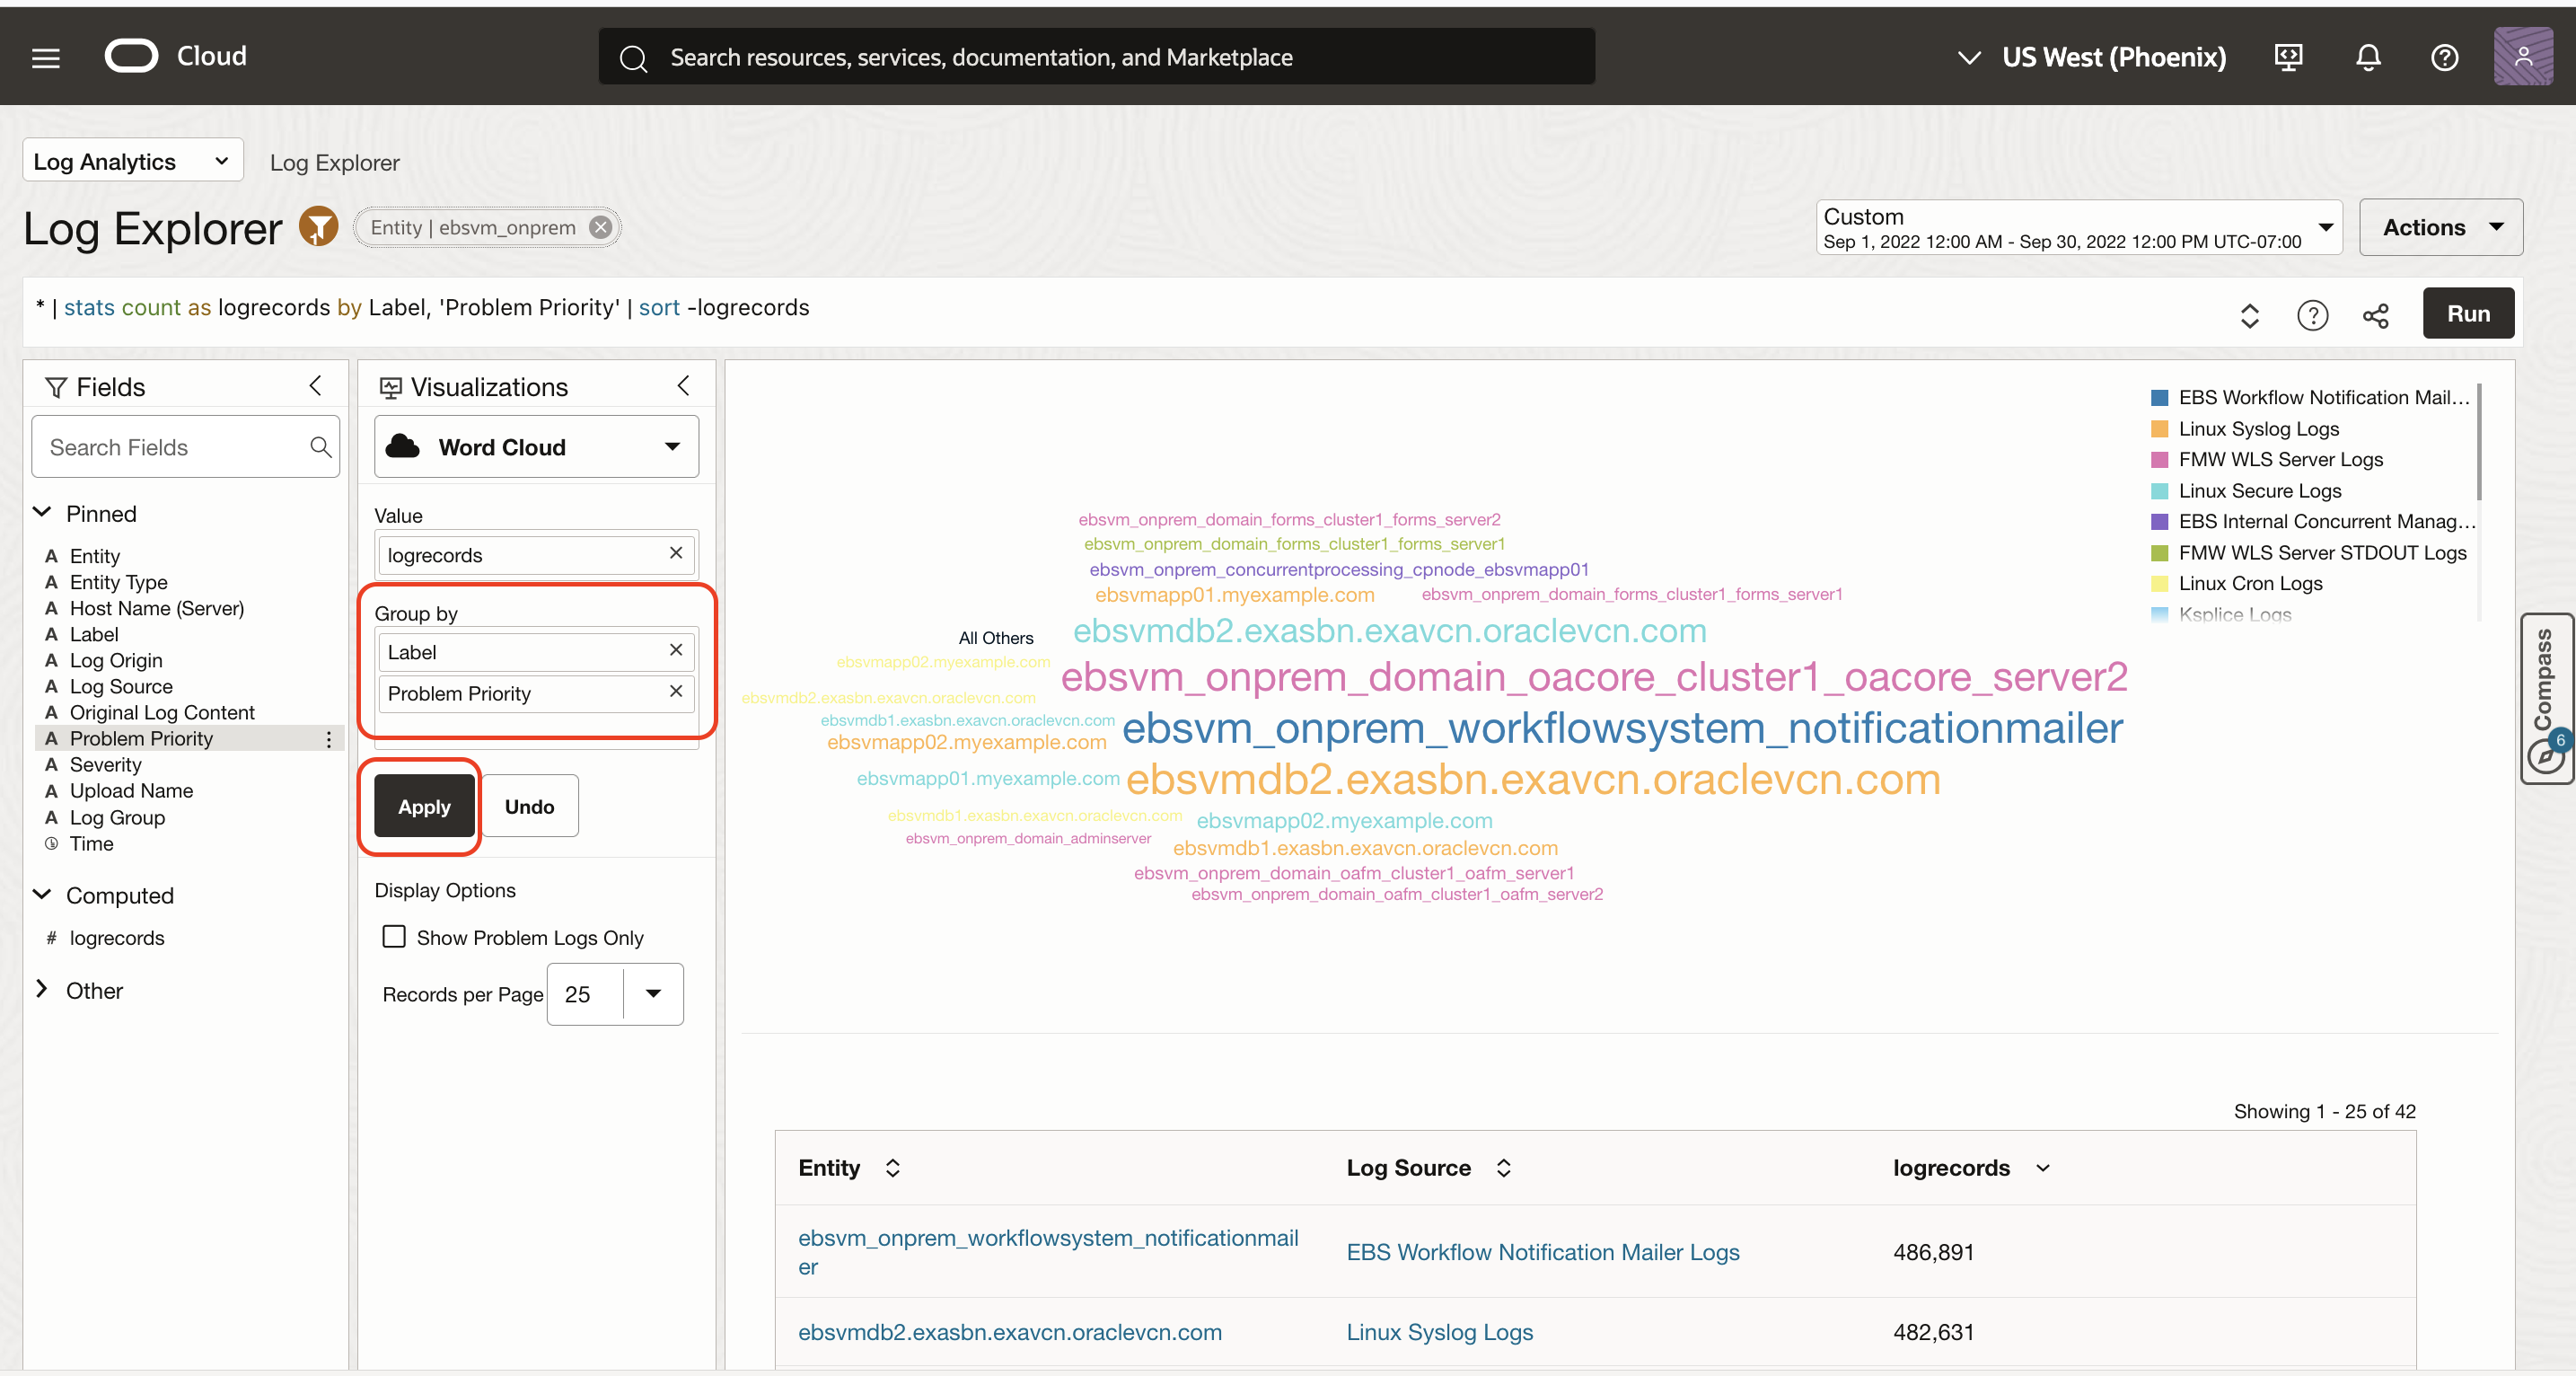 Cloud
Search resources, services, documentation, and Marketplace
US West (Phoenix)
Log Analytics
Log Explorer
Log Explorer
1
Entity | ebsvm_onprem
Custom
Sep 1, 2022 12:00 AM - Sep 30, 2022 12:00 PM UTC-07:00
Actions
* | stats count as logrecords by Label, 'Problem Priority' | sort -logrecords
Run
Fields
Search Fields
Pinned
A Entity
A Entity Type
A Host Name (Server)
A Label
A Log Origin
A Log Source
A Original Log Content
A Problem Priority
A Severity
A Upload Name
A Log Group
Time
Computed
# logrecords
Other
Visualizations
Word Cloud
Value
logrecords
Group by
Label
Problem Priority
Apply
Undo
Display Options
Show Problem Logs Only
Records per Page 25
ebsvm_onprem_domain_forms_cluster1_forms_server2
ebsvm_onprem_domain_forms_cluster1_forms_server1
ebsvm_onprem_concurrentprocessing_cpnode_ebsvmapp01
ebsvmapp01.myexample.com ebsvm_onprem_domain_forms_cluster1_forms_server1
All Others ebsvmdb2.exasbn.exavcn.oraclevcn.com
ebsvmapp02.myexample.com
ebsvm_onprem_domain_oacore_cluster1_oacore_server2
ebsvmdb2.exasbn.exavcn.oraclevcn.com
ebsvmdb1.exasbn.exavcn.oraclevcn.com
ebsvm_onprem_workflowsystem_notificationmailer
ebsvmapp02.myexample.com
ebsvmapp01.myexample.com ebsvmdb2.exasbn.exavcn.oraclevcn.com
ebsvmdb1.exasbn.exavcn.oraclevcn.com ebsvmapp02.myexample.com
ebsvm_onprem_domain_adminserver
ebsvmdb1.exasbn.exavcn.oraclevcn.com
ebsvm_onprem_domain_oafm_cluster1_oafm_server1
ebsvm_onprem_domain_oafm_cluster1_oafm_server2
EBS Workflow Notification Mail...
Linux Syslog Logs
FMW WLS Server Logs
Linux Secure Logs
EBS Internal Concurrent Manag...
FMW WLS Server STDOUT Logs
Linux Cron Logs
Ksplice Logs
Compass
6
Showing 1 - 25 of 42
Entity Log Source logrecords
ebsvm_onprem_workflowsystem_notificationmail
er
EBS Workflow Notification Mailer Logs 486,891
ebsvmdb2.exasbn.exavcn.oraclevcn.com Linux Syslog Logs 482,631